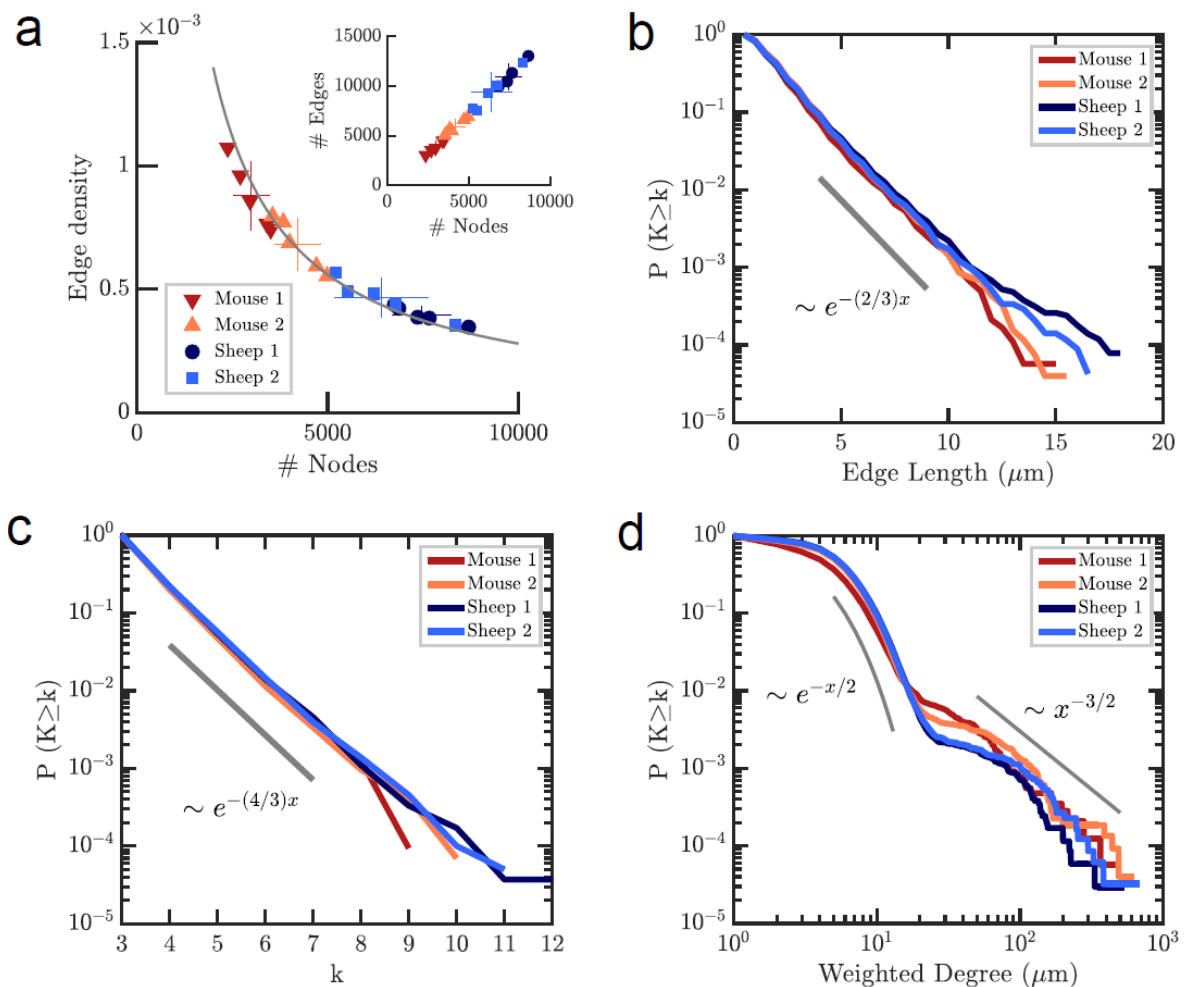 a
×10⁻³
1.5
1
0.5
0
Edge density
0
5000
10000
# Nodes
Mouse 1
Mouse 2
Sheep 1
Sheep 2
15000
10000
5000
0
# Edges
0
5000
10000
# Nodes
b
10⁰
10⁻¹
10⁻²
10⁻³
10⁻⁴
10⁻⁵
P (K≥k)
Mouse 1
Mouse 2
Sheep 1
Sheep 2
∼ e^{−(2/3)x}
0
5
10
15
20
Edge Length (μm)
c
10⁰
10⁻¹
10⁻²
10⁻³
10⁻⁴
10⁻⁵
P (K≥k)
Mouse 1
Mouse 2
Sheep 1
Sheep 2
∼ e^{−(4/3)x}
3
4
5
6
7
8
9
10
11
12
k
d
10⁰
10⁻¹
10⁻²
10⁻³
10⁻⁴
10⁻⁵
P (K≥k)
Mouse 1
Mouse 2
Sheep 1
Sheep 2
∼ e^{−x/2}
∼ x^{−3/2}
10⁰
10¹
10²
10³
Weighted Degree (μm)